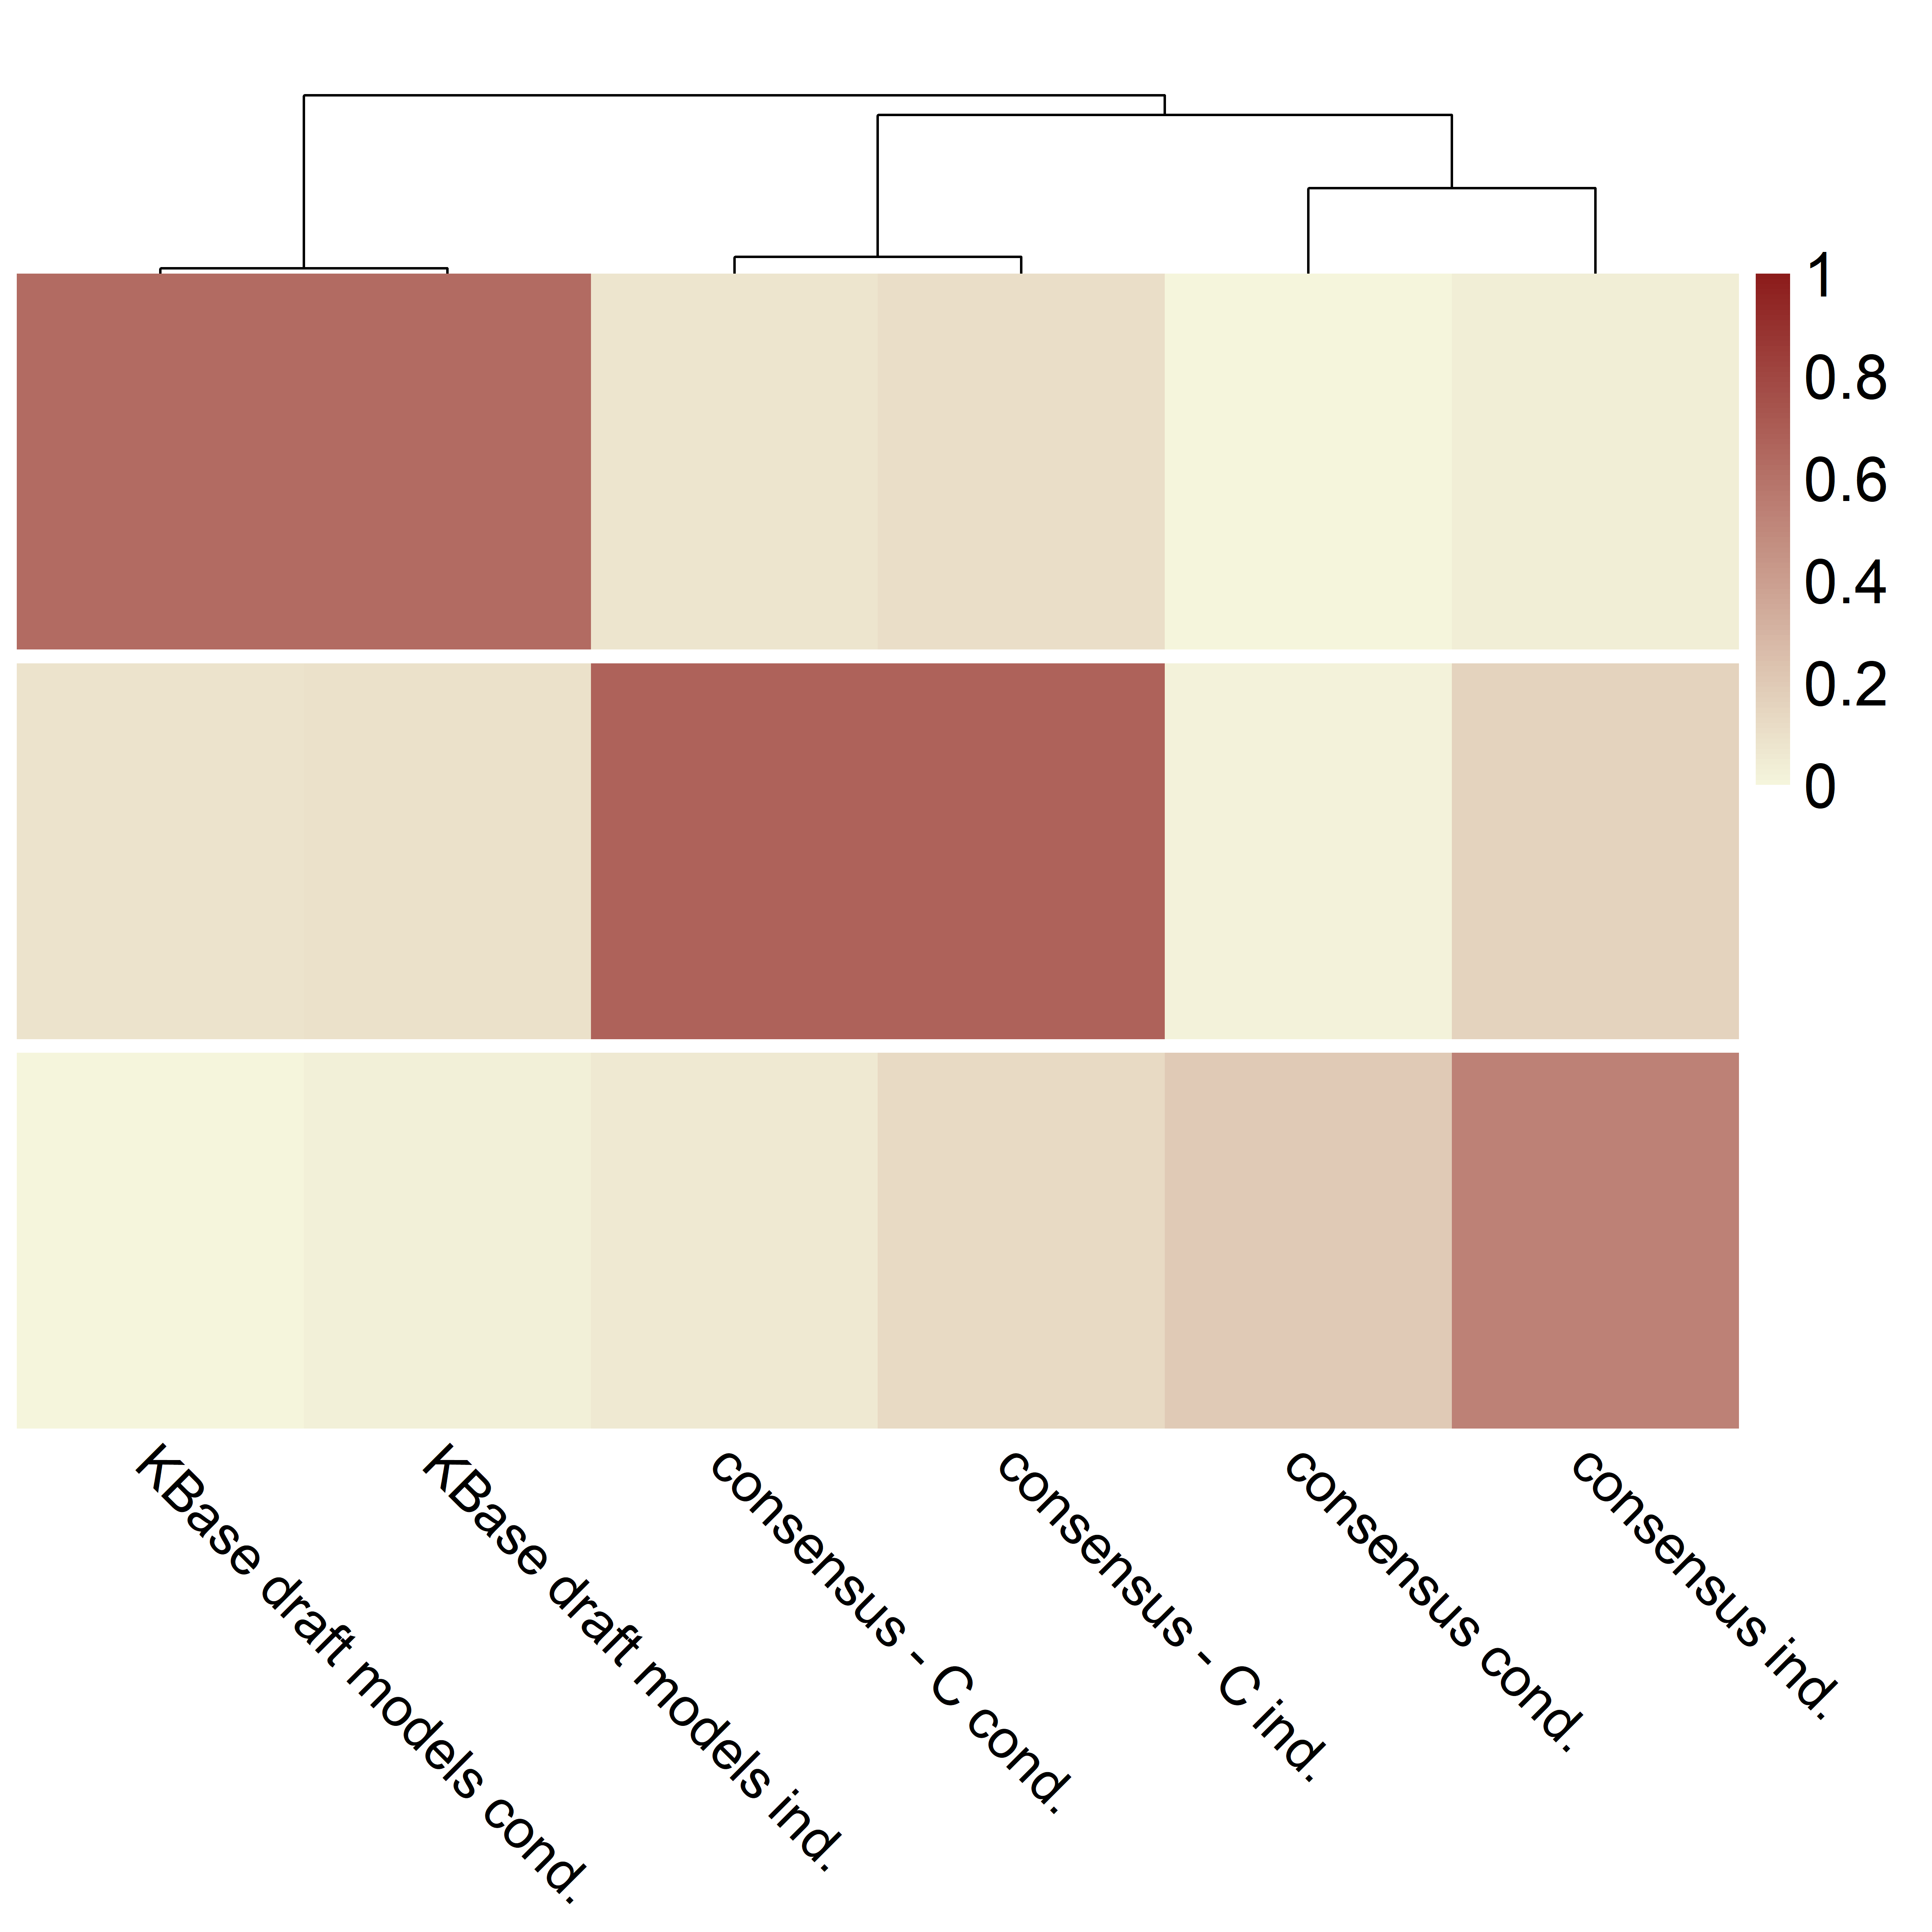 1
0.8
0.6
0.4
0.2
0
KBase draft models cond.
KBase draft models ind.
consensus - C cond.
consensus - C ind.
consensus cond.
consensus ind.